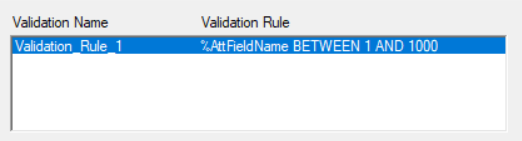 Validation Name Validation Rule
Validation_Rule_1 %AttFieldName BETWEEN 1 AND 1000